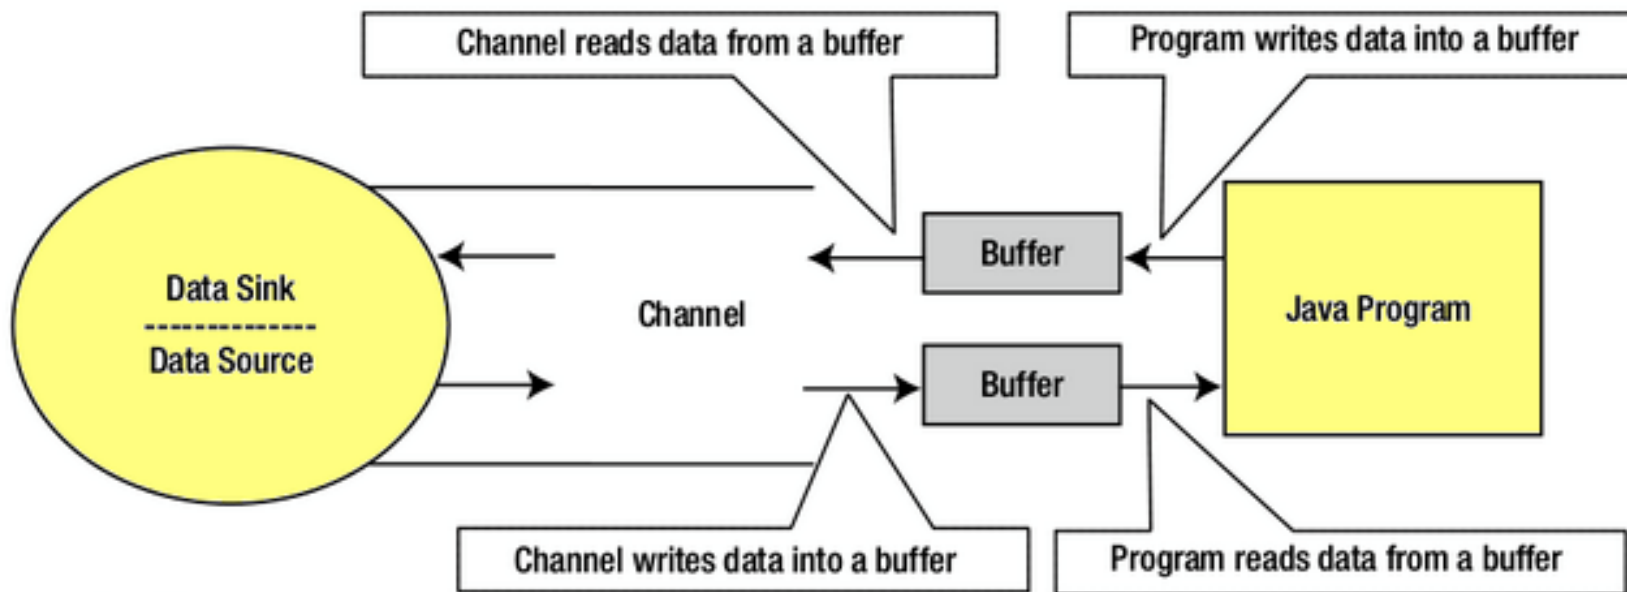 Channel reads data from a buffer
Program writes data into a buffer
Data Sink
--------------
Data Source
Channel
Buffer
Buffer
Java Program
Channel writes data into a buffer
Program reads data from a buffer